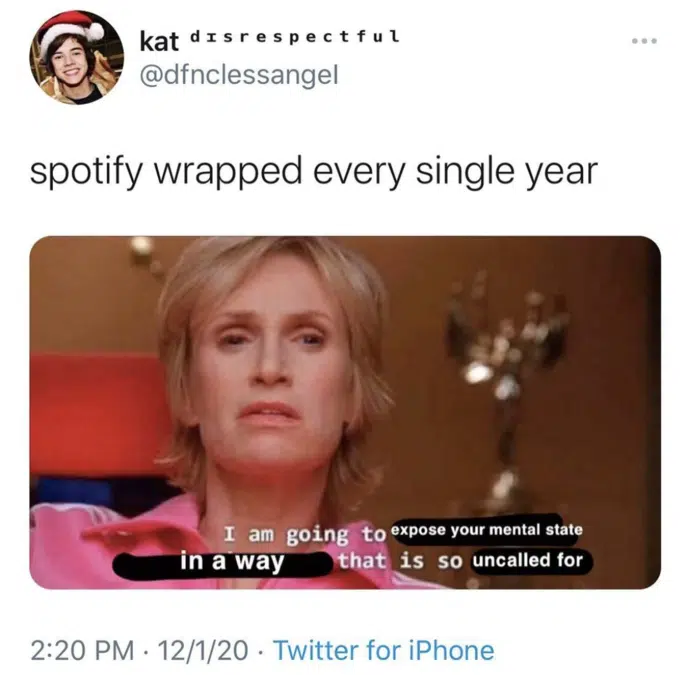 kat ᴅɪsʀᴇsᴘᴇᴄᴛғᴜʟ
@dfnclessangel
spotify wrapped every single year
I am going to expose your mental state
in a way that is so uncalled for
2:20 PM · 12/1/20 · Twitter for iPhone